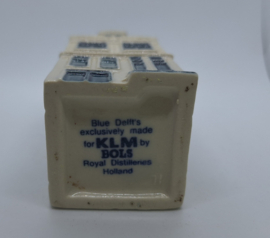 Blue Delft's
exclusively made
for KLM by
BOLS
Royal Distilleries
Holland